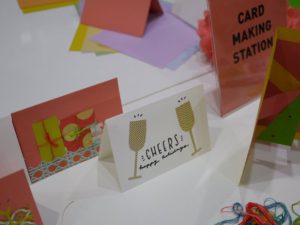 CARD
MAKING
STATION
CHEERS
happy holidays